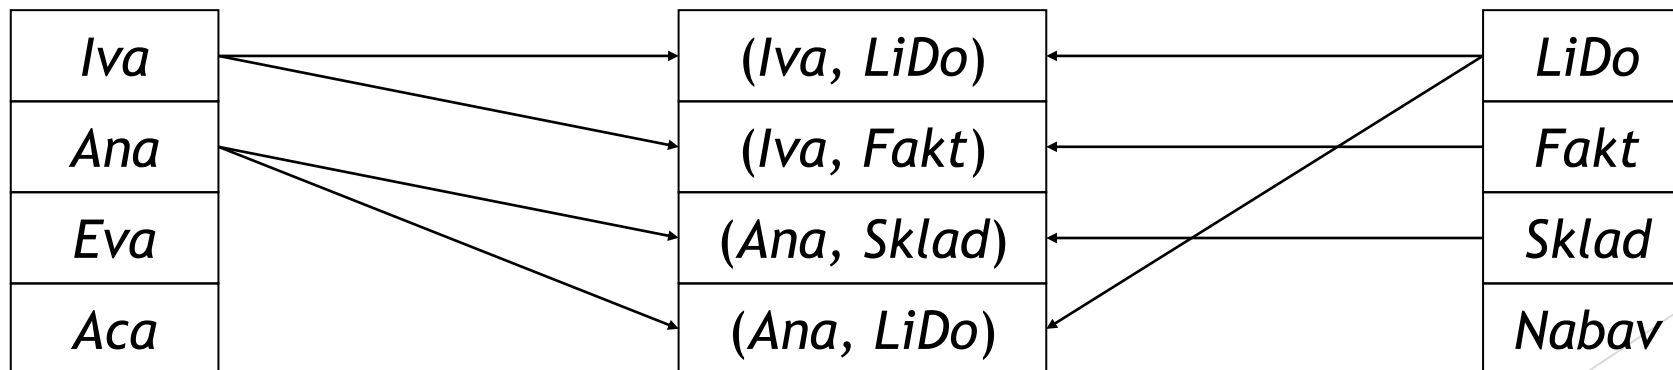 Iva (Iva, LiDo) LiDo
Ana (Iva, Fakt) Fakt
Eva (Ana, Sklad) Sklad
Aca (Ana, LiDo) Nabav